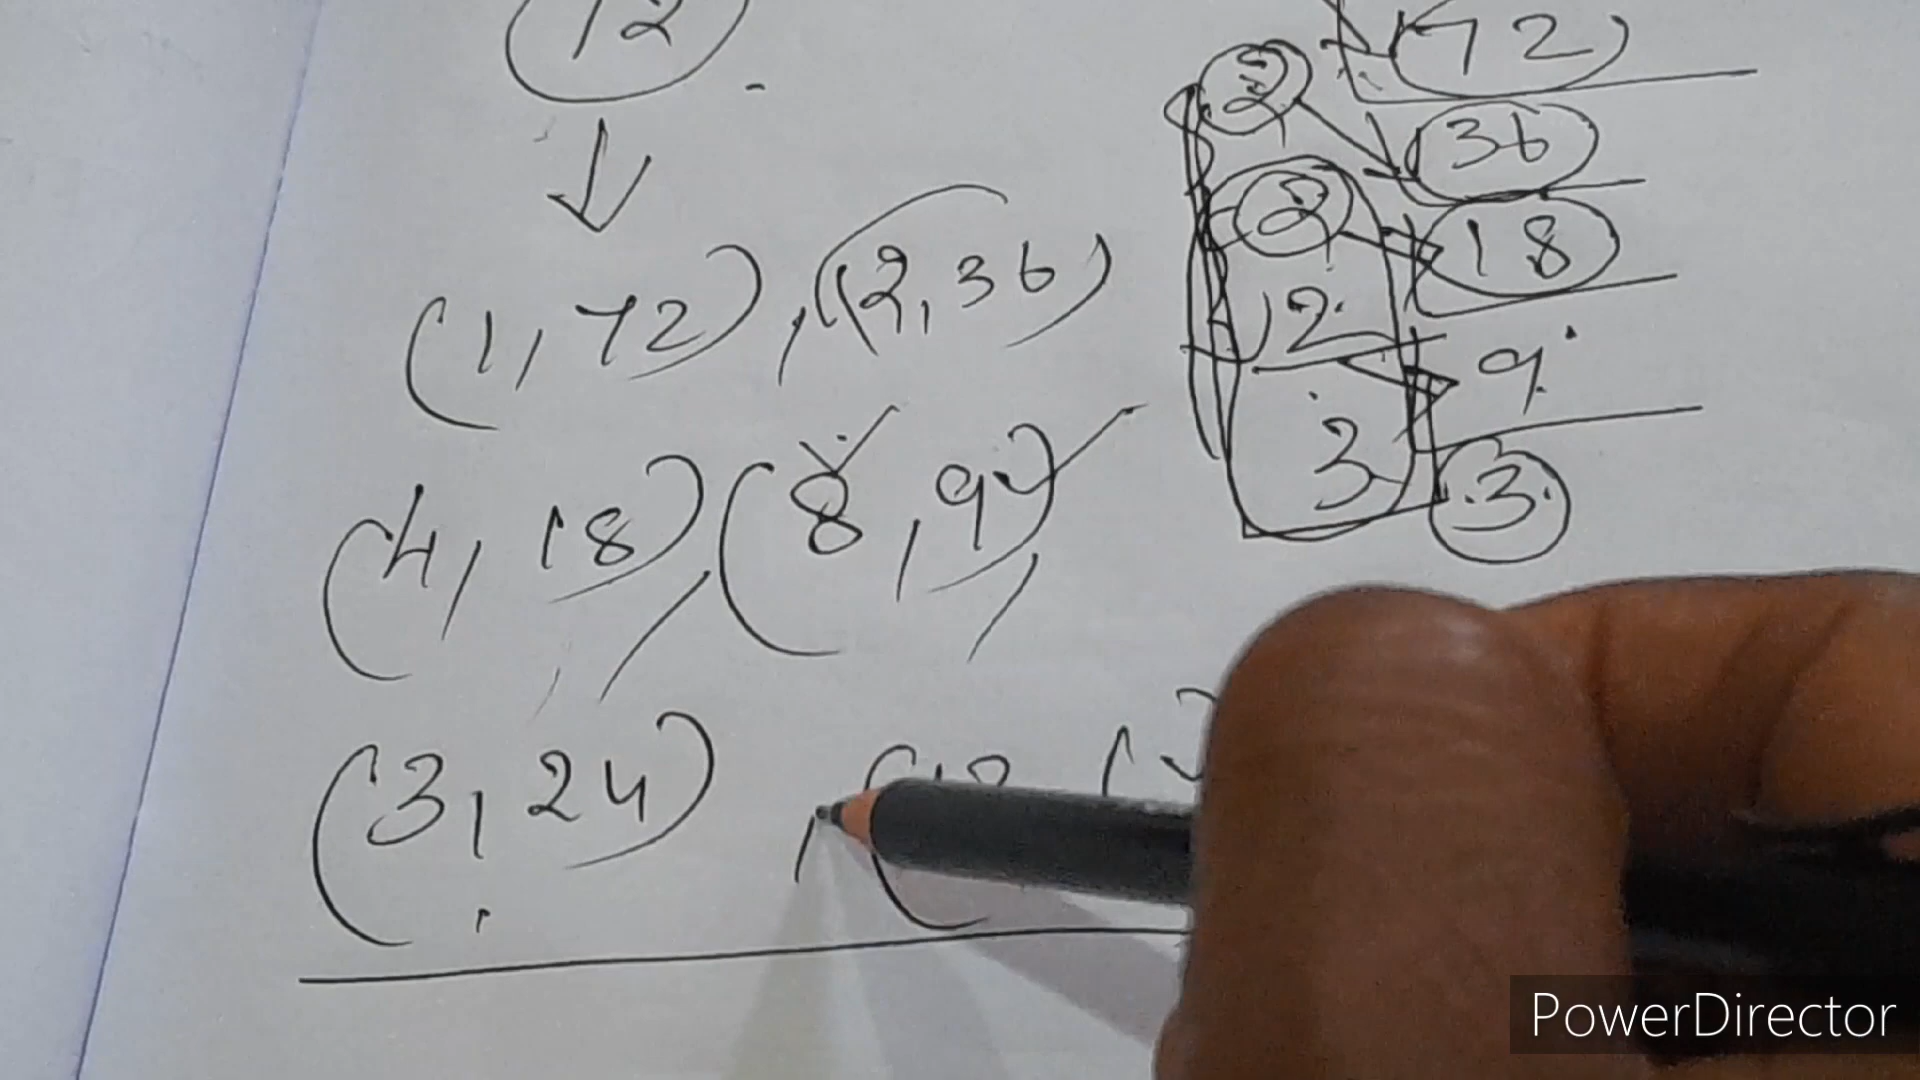 12
(1, 72), (2, 36)
(4, 18), (8, 9),
(3, 24), (
72
2 36
2 18
2 9
3 3
PowerDirector